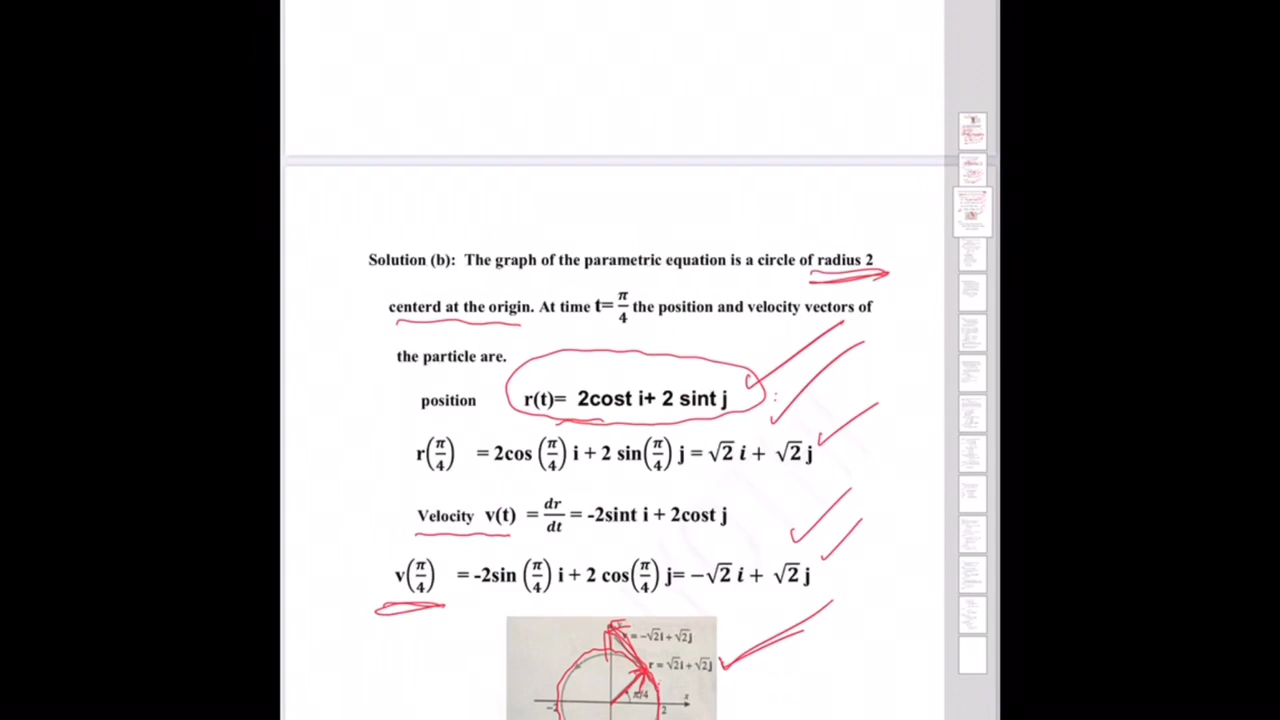 Solution (b): The graph of the parametric equation is a circle of radius 2
centerd at the origin. At time t= π/4 the position and velocity vectors of
the particle are.
position r(t)= 2cost i+ 2 sint j
r(π/4) = 2cos (π/4) i + 2 sin(π/4) j = √2 i + √2 j
Velocity v(t) = dr/dt = -2sint i + 2cost j
v(π/4) = -2sin (π/4) i + 2 cos(π/4) j= −√2 i + √2 j
= -√2i + √2j
r = √2i + √2j
π/4
x
-2
2